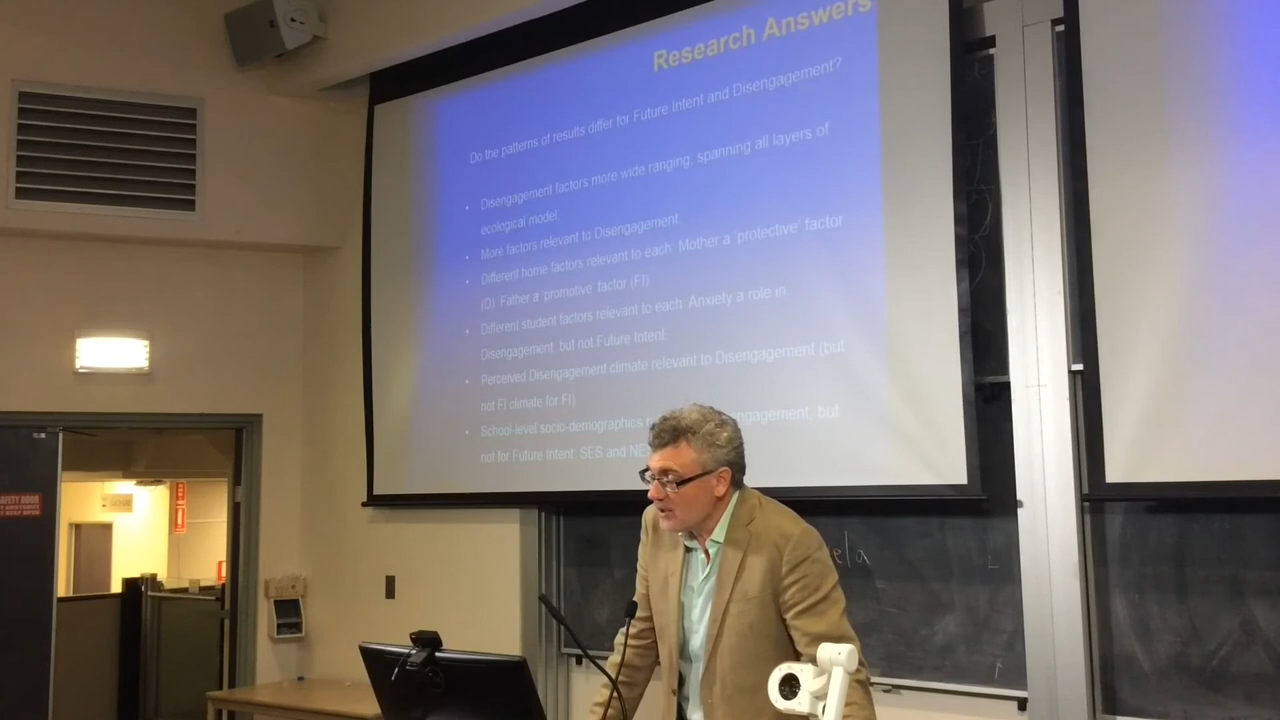 Research Answers
Do the patterns of results differ for Future Intent and Disengagement?
• Disengagement factors more wide ranging, spanning all layers of
ecological model
• More factors relevant to Disengagement
• Different home factors relevant to each Mother a 'protective' factor
(D) Father a 'promotive' factor (FI)
• Different student factors relevant to each Anxiety a role in
Disengagement but not Future Intent.
• Perceived Disengagement climate relevant to Disengagement (but
not FI climate for FI)
• School-level socio-demographics engagement, but
not for Future Intent SES and
ela
SAFETY DOOR